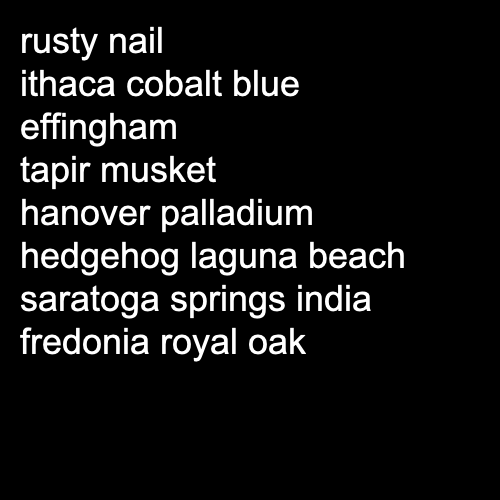 rusty nail
ithaca cobalt blue
effingham
tapir musket
hanover palladium
hedgehog laguna beach
saratoga springs india
fredonia royal oak